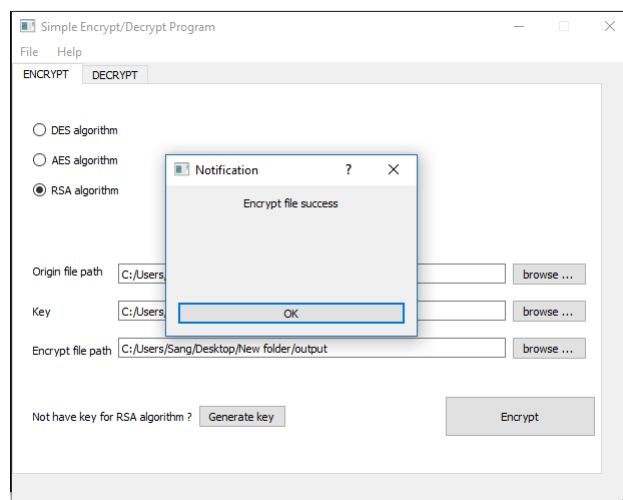 Simple Encrypt/Decrypt Program
File Help
ENCRYPT DECRYPT
DES algorithm
AES algorithm
RSA algorithm
Notification ?
Encrypt file success
OK
Origin file path C:/Users, browse ...
Key C:/Users, browse ...
Encrypt file path C:/Users/Sang/Desktop/New folder/output browse ...
Not have key for RSA algorithm ? Generate key Encrypt